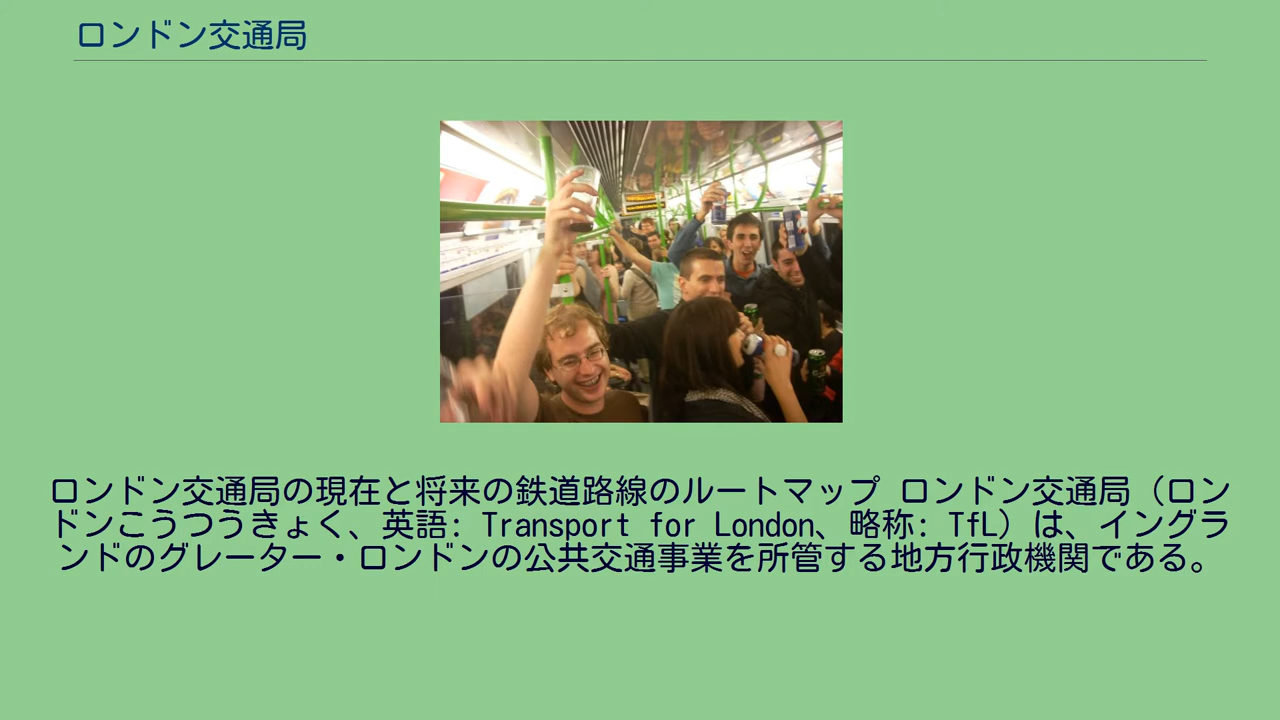 ロンドン交通局
ロンドン交通局の現在と将来の鉄道路線のルートマップ ロンドン交通局（ロン
ドンこうつうきょく、英語: Transport for London、略称: TfL）は、イングラ
ンドのグレーター・ロンドンの公共交通事業を所管する地方行政機関である。